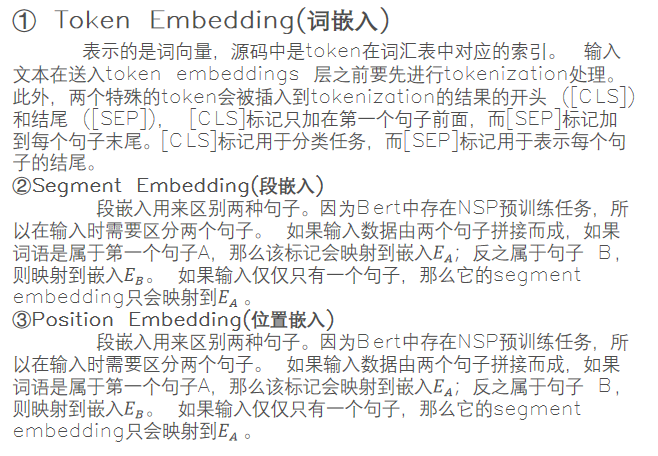 ① Token Embedding(词嵌入)
表示的是词向量，源码中是token在词汇表中对应的索引。 输入
文本在送入token embeddings 层之前要先进行tokenization处理。
此外，两个特殊的token会被插入到tokenization的结果的开头 ([CLS])
和结尾 ([SEP])， [CLS]标记只加在第一个句子前面，而[SEP]标记加
到每个句子末尾。[CLS]标记用于分类任务，而[SEP]标记用于表示每个句
子的结尾。
②Segment Embedding(段嵌入)
段嵌入用来区别两种句子。因为Bert中存在NSP预训练任务，所
以在输入时需要区分两个句子。 如果输入数据由两个句子拼接而成，如果
词语是属于第一个句子A，那么该标记会映射到嵌入E_A；反之属于句子 B，
则映射到嵌入E_B。 如果输入仅仅只有一个句子，那么它的segment
embedding只会映射到E_A 。
③Position Embedding(位置嵌入)
段嵌入用来区别两种句子。因为Bert中存在NSP预训练任务，所
以在输入时需要区分两个句子。 如果输入数据由两个句子拼接而成，如果
词语是属于第一个句子A，那么该标记会映射到嵌入E_A；反之属于句子 B，
则映射到嵌入E_B。 如果输入仅仅只有一个句子，那么它的segment
embedding只会映射到E_A 。